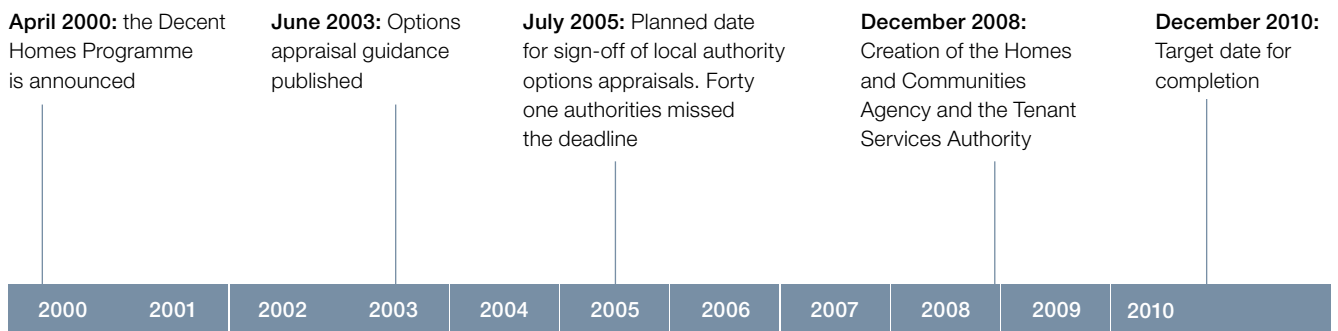 April 2000: the Decent
Homes Programme
is announced
June 2003: Options
appraisal guidance
published
July 2005: Planned date
for sign-off of local authority
options appraisals. Forty
one authorities missed
the deadline
December 2008:
Creation of the Homes
and Communities
Agency and the Tenant
Services Authority
December 2010:
Target date for
completion
2000 2001 2002 2003 2004 2005 2006 2007 2008 2009 2010